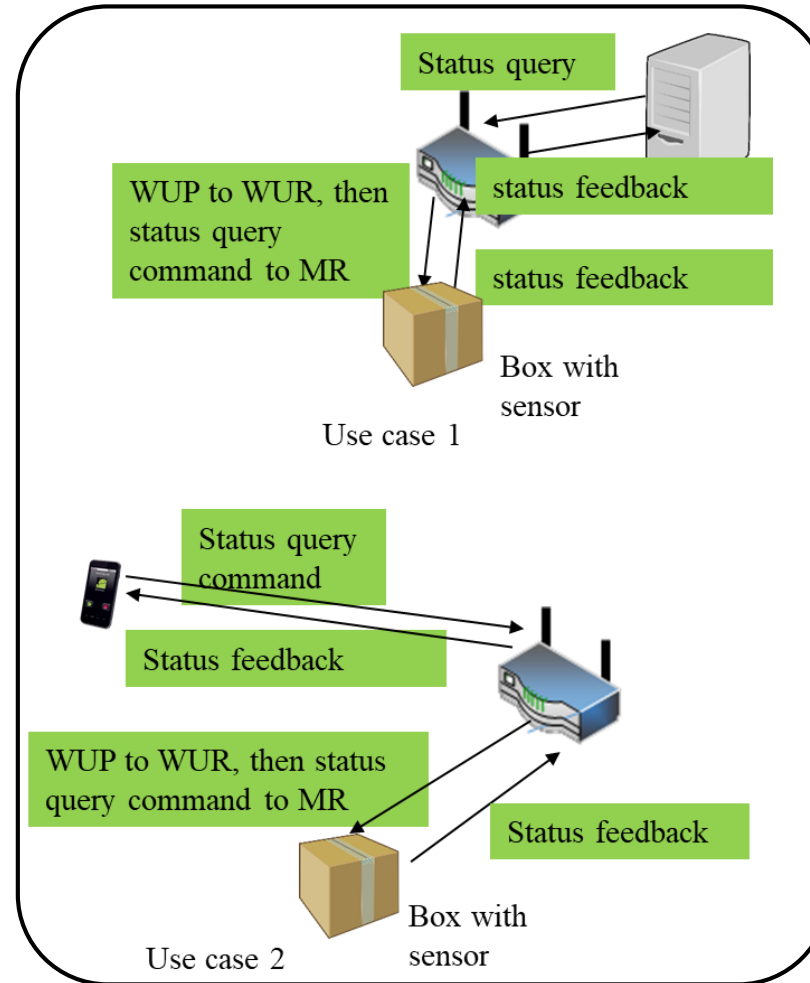 Status query
WUP to WUR, then
status query
command to MR
status feedback
status feedback
Box with
sensor
Use case 1
Status query
command
Status feedback
WUP to WUR, then status
query command to MR
Status feedback
Box with
sensor
Use case 2